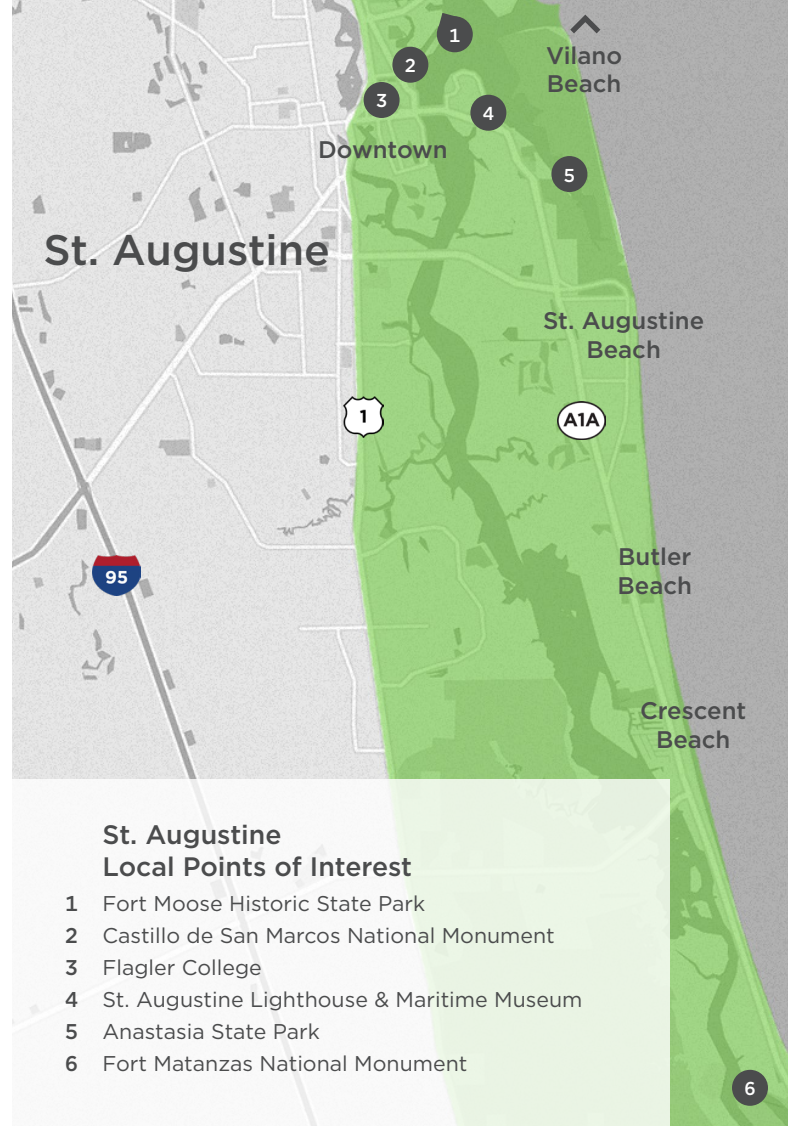 1
Vilano
Beach
2
3
4
Downtown
5
St. Augustine
St. Augustine
Beach
1
A1A
Butler
Beach
95
Crescent
Beach
St. Augustine
Local Points of Interest
1 Fort Moose Historic State Park
2 Castillo de San Marcos National Monument
3 Flagler College
4 St. Augustine Lighthouse & Maritime Museum
5 Anastasia State Park
6 Fort Matanzas National Monument
6